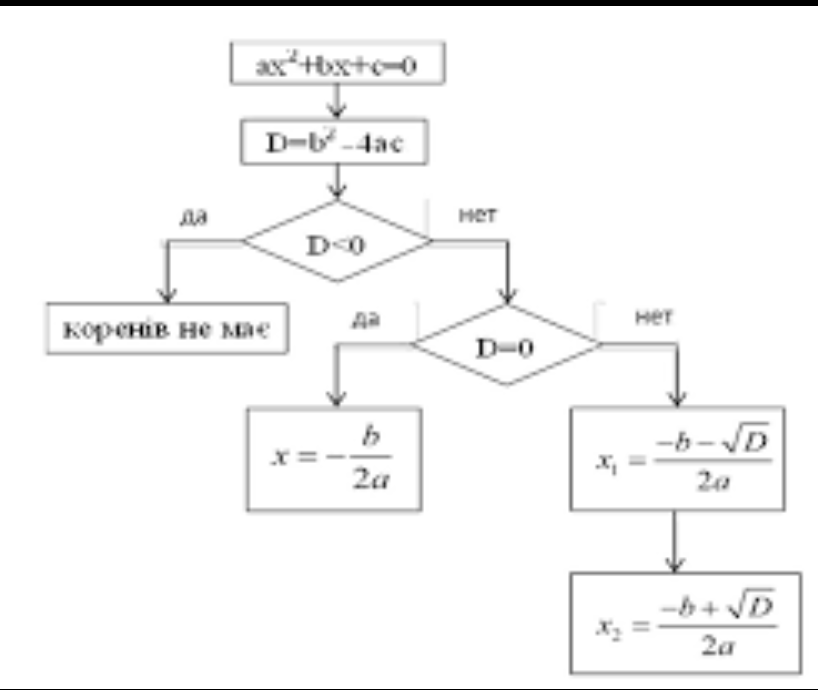 ax²+bx+c=0
D=b²-4ac
да
нет
D<0
коренів не має
да
нет
D=0
x = -b/2a
x₁ = (-b - √D)/2a
x₂ = (-b + √D)/2a